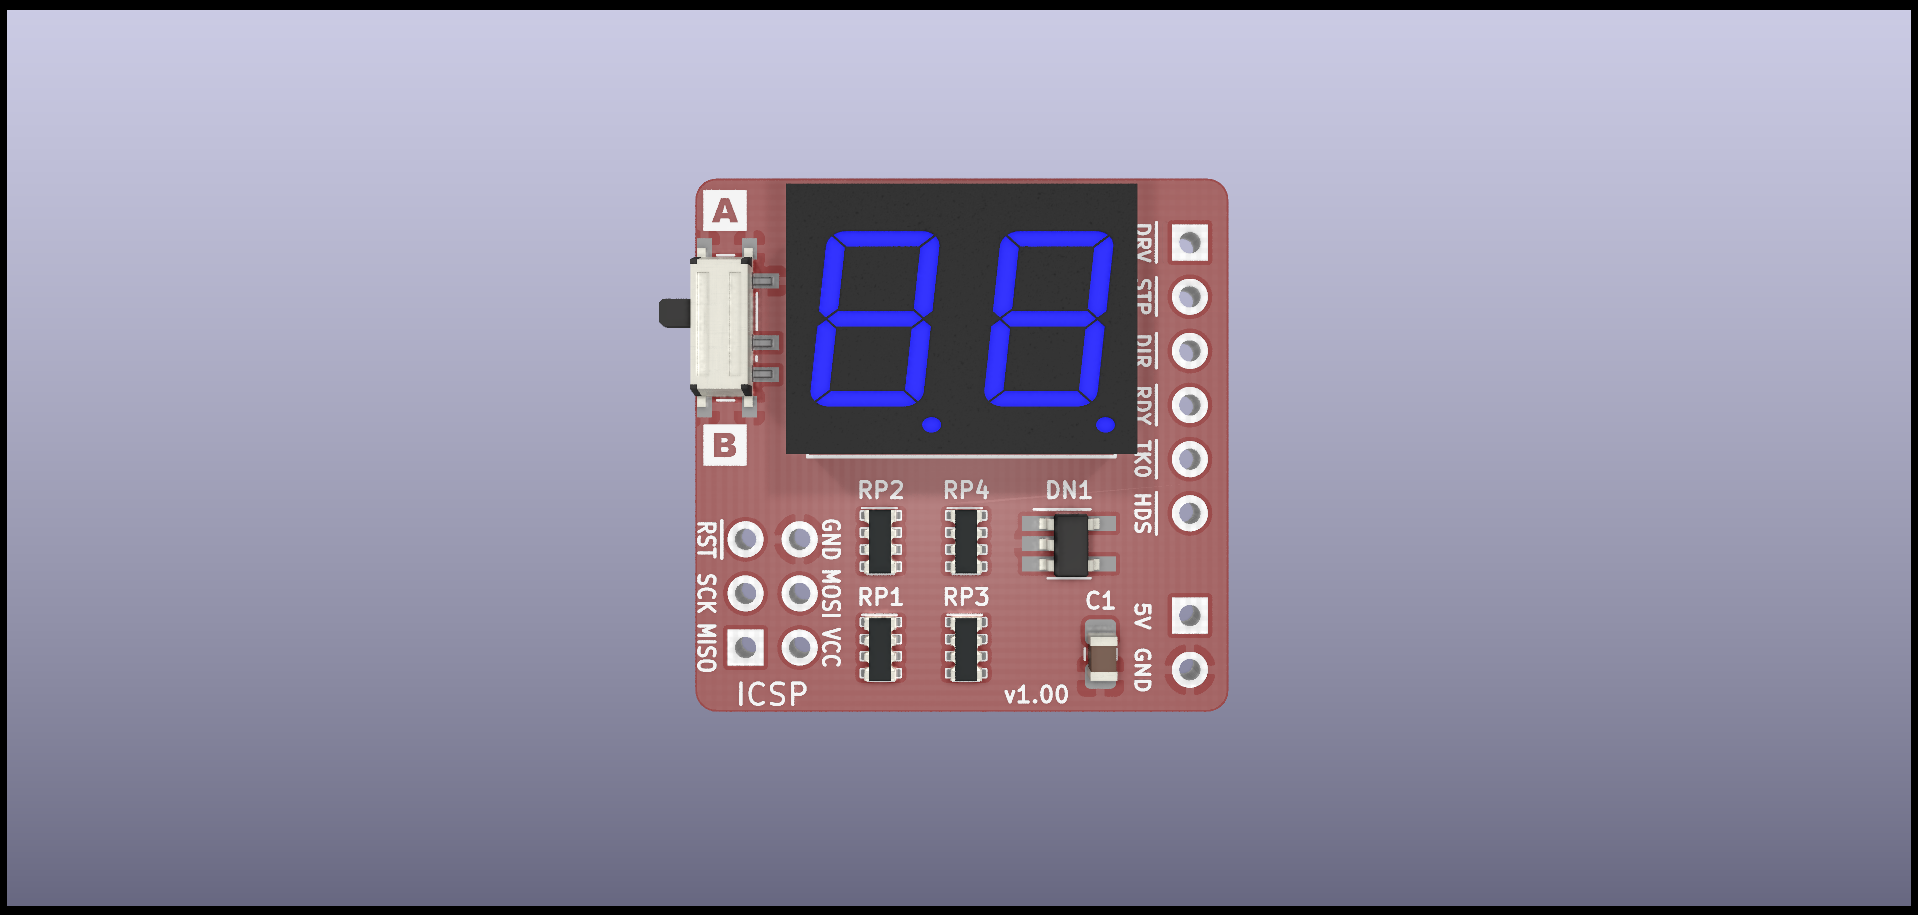 A
B
DRV
STP
DIR
RDY
TK0
HDS
RP2
RP4
DN1
RST
GND
SCK
MOSI
MISO
VCC
RP1
RP3
C1
5V
GND
ICSP
v1.00